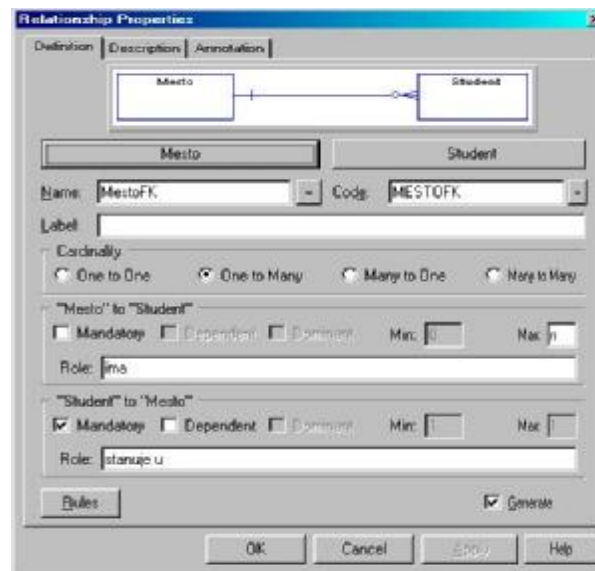 Relationship Properties
Definition Description Annotation
Mesto Student
Mesto Student
Name: MestoFK Code: MESTOFK
Label:
Cardinality
One to One One to Many Many to One Many to Many
"Mesto" to "Student"
Mandatory Dependent Dominant Min: 0 Max: n
Role: ima
"Student" to "Mesto"
Mandatory Dependent Dominant Min: 1 Max: 1
Role: stanuje u
Rules Generate
OK Cancel Apply Help